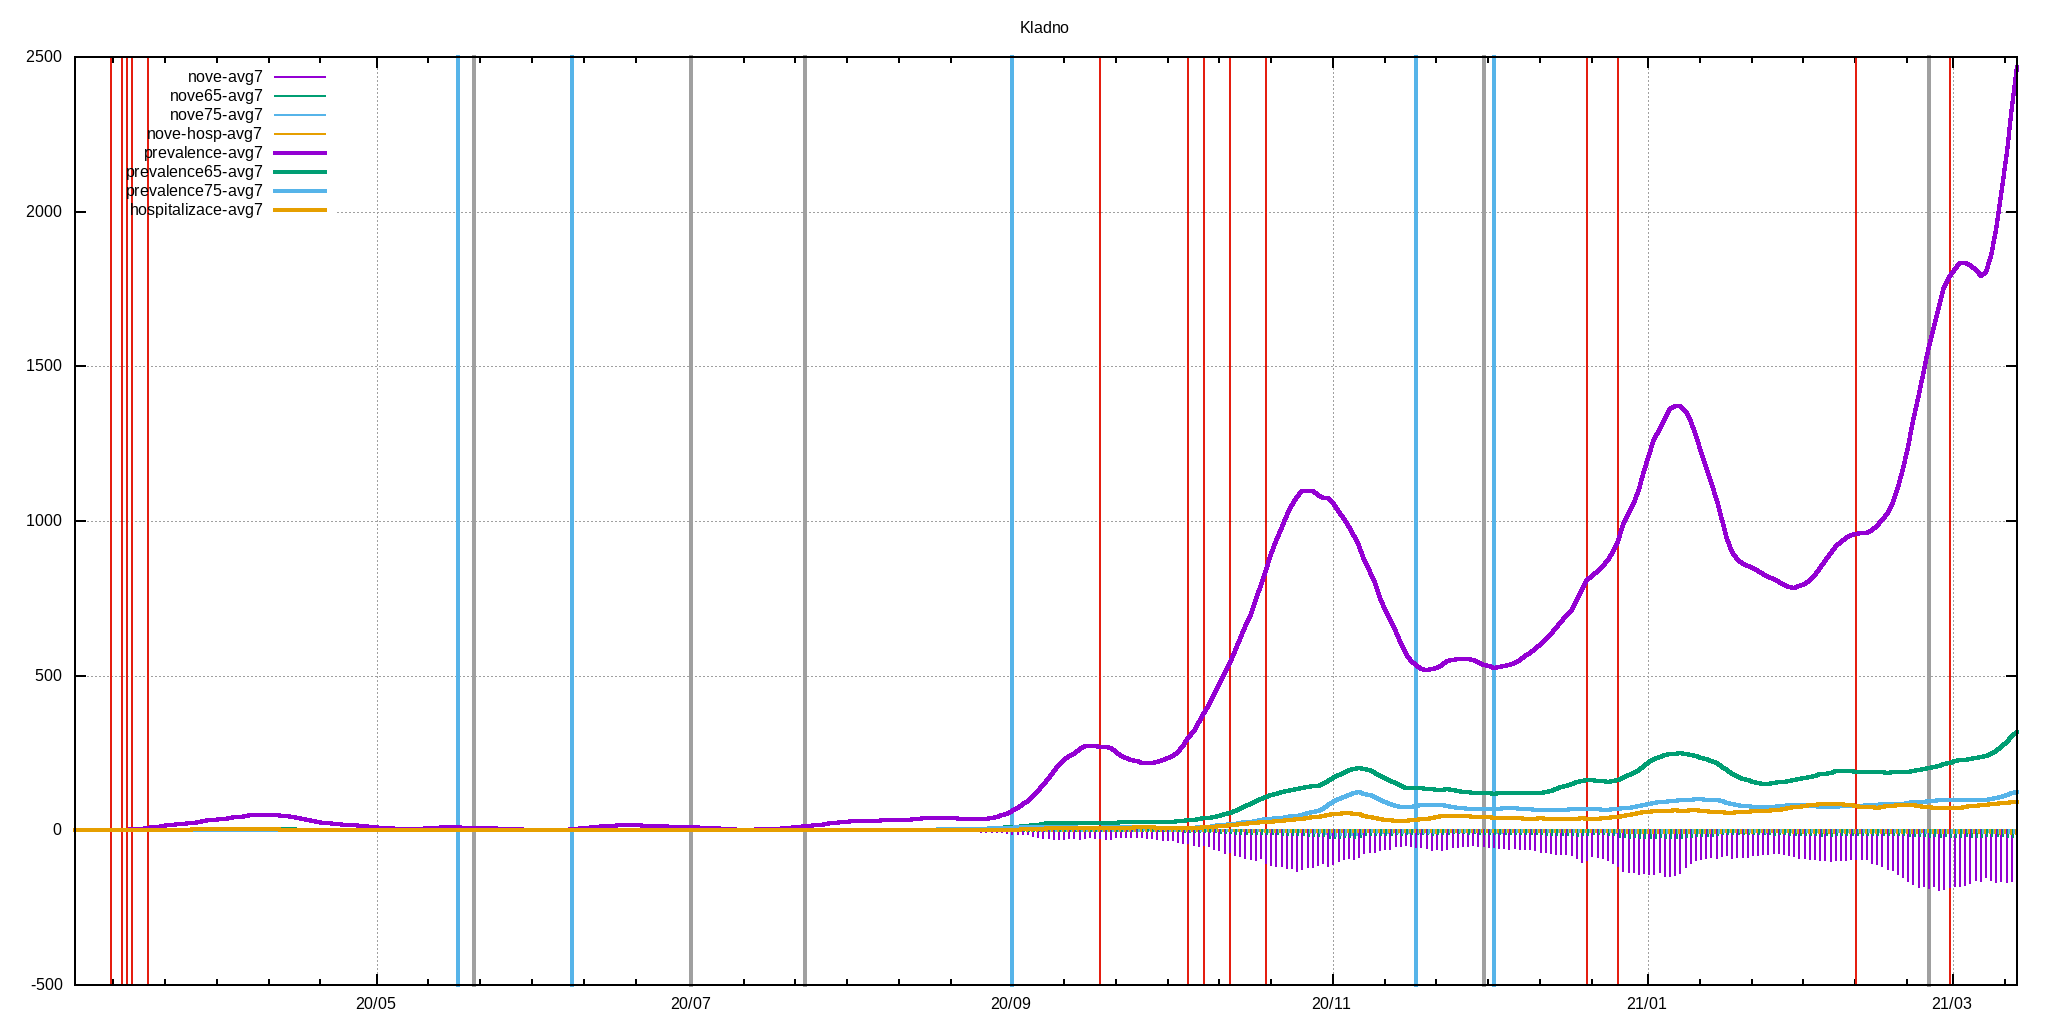 Kladno
2500
2000
1500
1000
500
0
-500
nove-avg7
nove65-avg7
nove75-avg7
nove-hosp-avg7
prevalence-avg7
prevalence65-avg7
prevalence75-avg7
hospitalizace-avg7
20/05 20/07 20/09 20/11 21/01 21/03